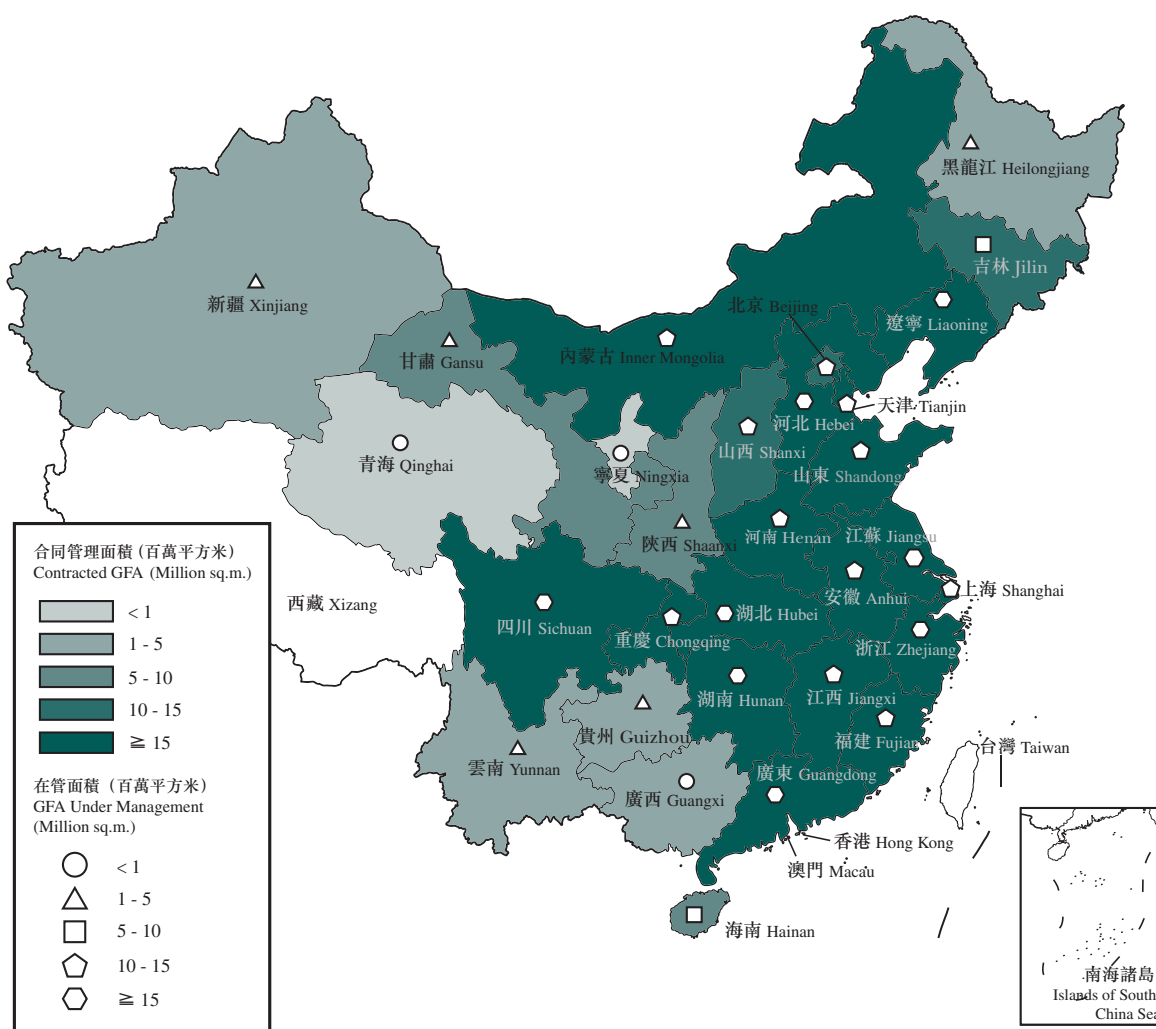 黑龍江 Heilongjiang
吉林 Jilin
新疆 Xinjiang
北京 Beijing
遼寧 Liaoning
甘肅 Gansu
內蒙古 Inner Mongolia
天津 Tianjin
河北 Hebei
山西 Shanxi
青海 Qinghai
寧夏 Ningxia
山東 Shandong
陝西 Shaanxi
河南 Henan
江蘇 Jiangsu
合同管理面積 (百萬平方米)
Contracted GFA (Million sq.m.)
< 1
1 - 5
5 - 10
10 - 15
≧ 15
西藏 Xizang
安徽 Anhui
上海 Shanghai
四川 Sichuan
重慶 Chongqing
湖北 Hubei
浙江 Zhejiang
湖南 Hunan
江西 Jiangxi
貴州 Guizhou
福建 Fujian
台灣 Taiwan
雲南 Yunnan
廣西 Guangxi
廣東 Guangdong
在管面積 (百萬平方米)
GFA Under Management
(Million sq.m.)
< 1
1 - 5
5 - 10
10 - 15
≧ 15
香港 Hong Kong
澳門 Macau
海南 Hainan
南海諸島
Islands of South
China Sea